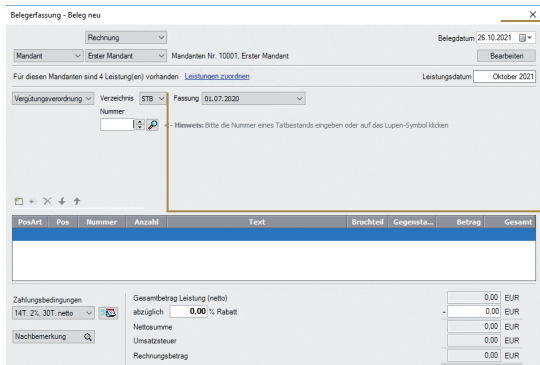 Belegerfassung - Beleg neu
Rechnung
Belegdatum 26.10.2021
Mandant Erster Mandant Mandanten Nr. 10001, Erster Mandant Bearbeiten
Für diesen Mandanten sind 4 Leistung(en) vorhanden Leistungen zuordnen Leistungsdatum Oktober 2021
Vergütungsverordnung Verzeichnis STB Fassung 01.07.2020
Nummer
<- Hinweis: Bitte die Nummer eines Tatbestands eingeben oder auf das Lupen-Symbol klicken
PosArt Pos Nummer Anzahl Text Bruchteil Gegensta... Betrag Gesamt
Zahlungsbedingungen Gesamtbetrag Leistung (netto) 0,00 EUR
14T. 2%, 30T. netto abzüglich 0,00 % Rabatt - 0,00 EUR
Nettosumme 0,00 EUR
Nachbemerkung Umsatzsteuer 0,00 EUR
Rechnungsbetrag 0,00 EUR